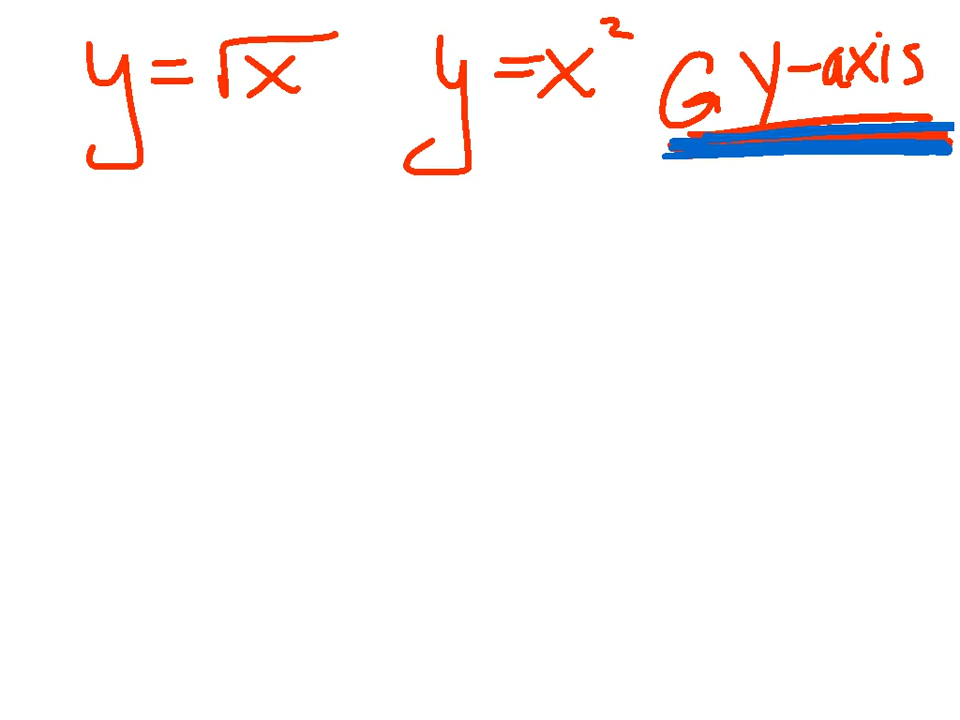 y = √x y = x² G y-axis